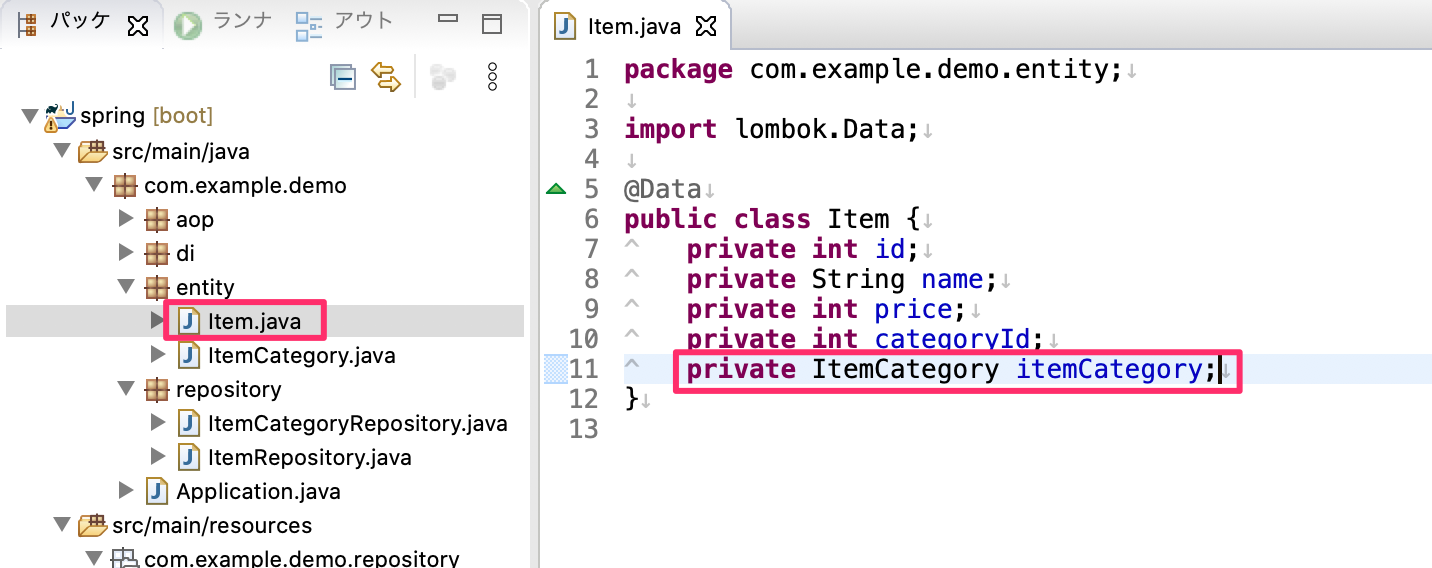 パッケ ランナ アウト
spring [boot]
src/main/java
com.example.demo
aop
di
entity
Item.java
ItemCategory.java
repository
ItemCategoryRepository.java
ItemRepository.java
Application.java
src/main/resources
com.example.demo.repository
Item.java
1 package com.example.demo.entity;↓
2 ↓
3 import lombok.Data;↓
4 ↓
5 @Data↓
6 public class Item {↓
7 ^   private int id;↓
8 ^   private String name;↓
9 ^   private int price;↓
10 ^   private int categoryId;↓
11 ^   private ItemCategory itemCategory;↓
12 }↓
13